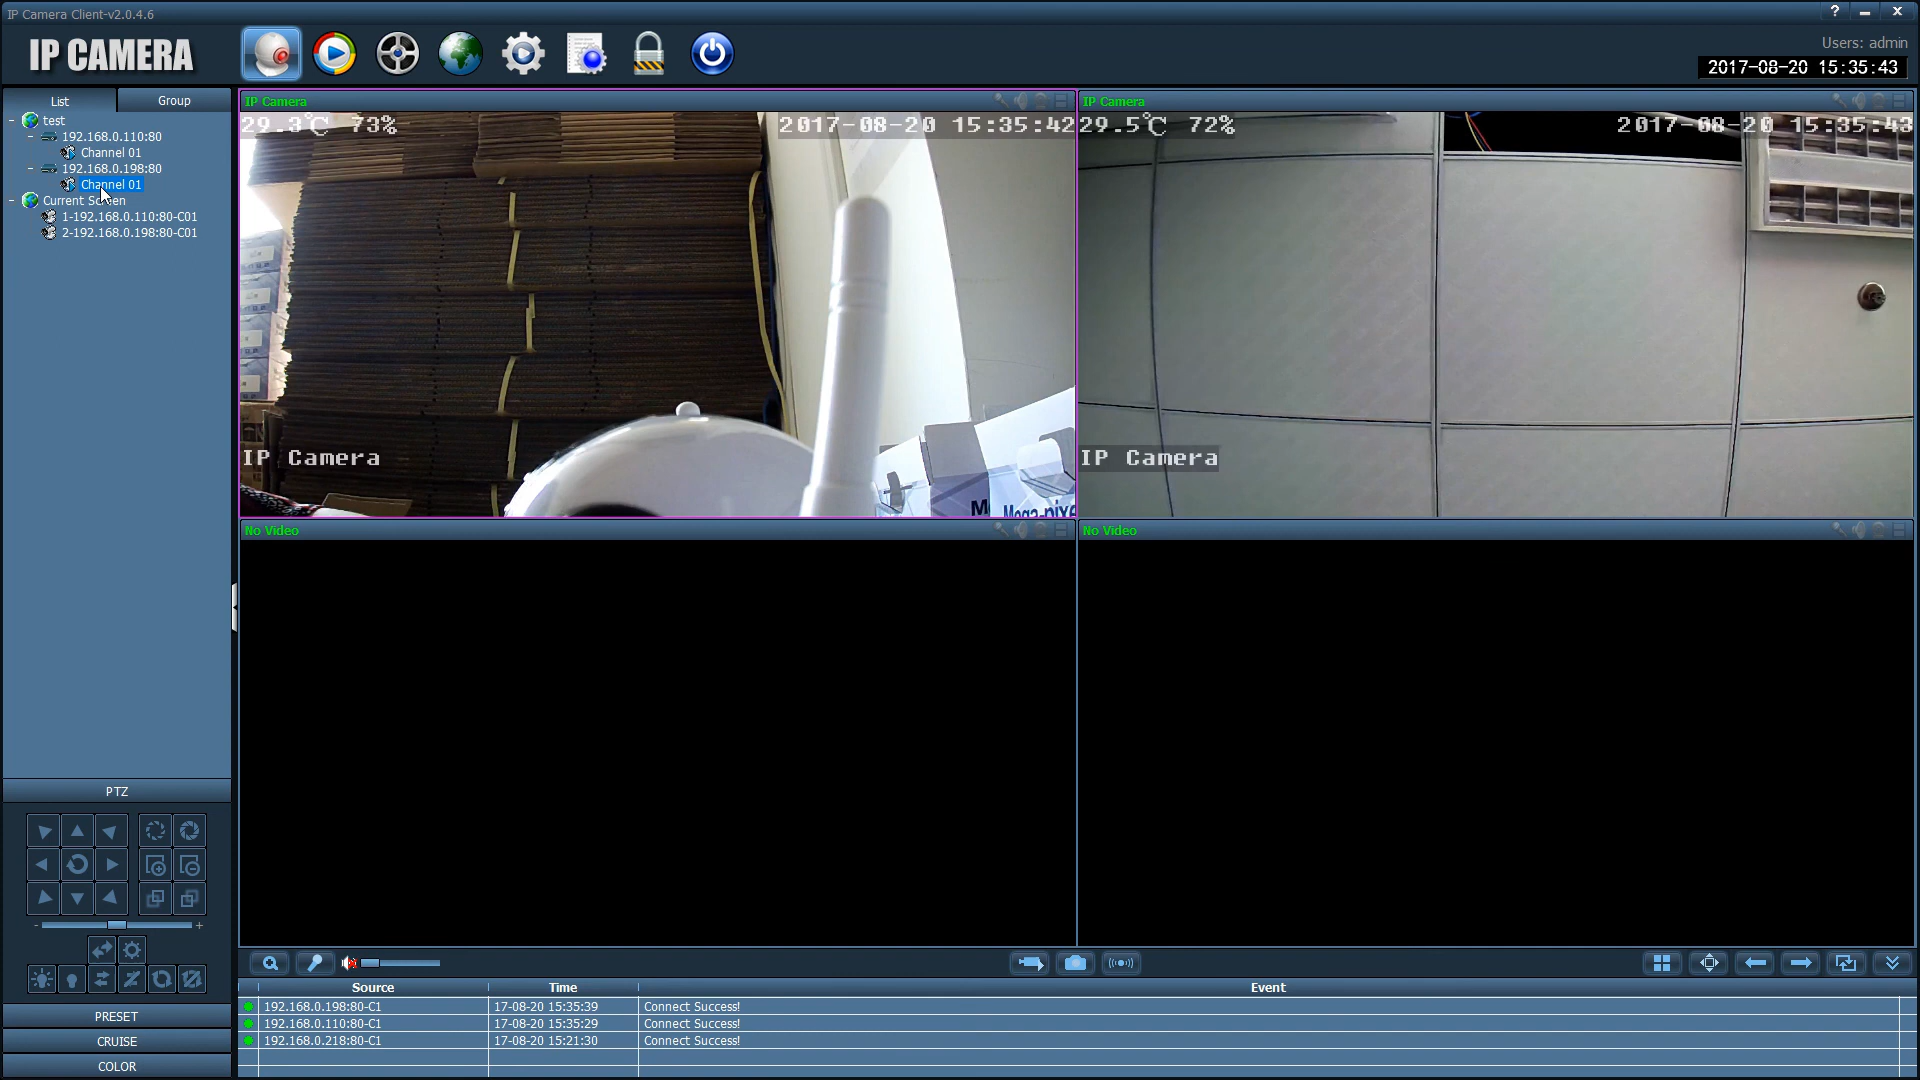 IP Camera Client-v2.0.4.6
?
IP CAMERA
Users: admin
2017-08-20 15:35:43
List
Group
test
192.168.0.110:80
Channel 01
192.168.0.198:80
Channel 01
Current Screen
1-192.168.0.110:80-C01
2-192.168.0.198:80-C01
IP Camera
29.3℃ 73%
2017-08-20 15:35:42
IP Camera
Mega-pixe
IP Camera
29.5℃ 72%
2017-08-20 15:35:43
IP Camera
No Video
No Video
PTZ
- +
PRESET
CRUISE
COLOR
Source Time Event
192.168.0.198:80-C1 17-08-20 15:35:39 Connect Success!
192.168.0.110:80-C1 17-08-20 15:35:29 Connect Success!
192.168.0.218:80-C1 17-08-20 15:21:30 Connect Success!